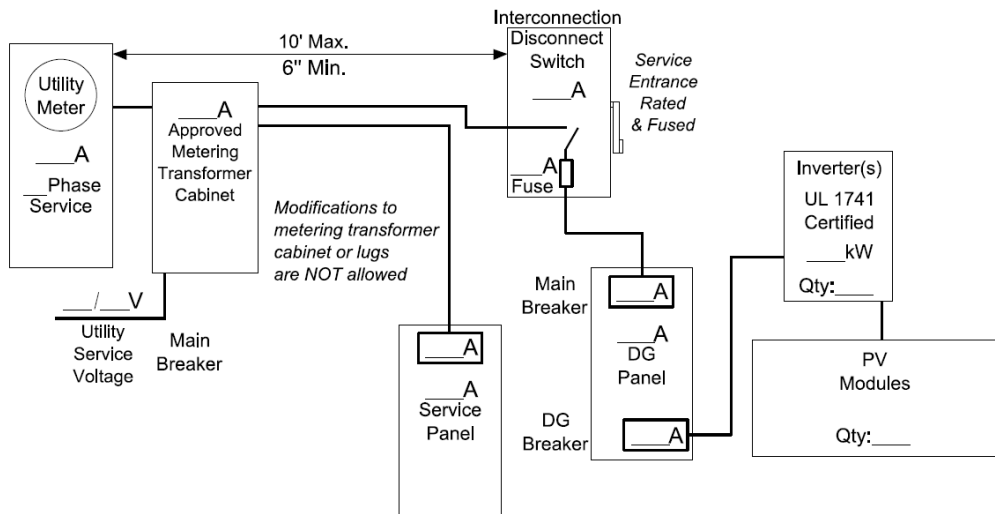 Utility
Meter
____A
__Phase
Service
10' Max.
6" Min.
____A
Approved
Metering
Transformer
Cabinet
Interconnection
Disconnect
Switch
____A
___A
Fuse
Service
Entrance
Rated
& Fused
Modifications to
metering transformer
cabinet or lugs
are NOT allowed
___/___V
Utility
Service
Voltage
Main
Breaker
____A
____A
Service
Panel
Main
Breaker
____A
____A
DG
Panel
DG
Breaker
____A
Inverter(s)
UL 1741
Certified
____kW
Qty:____
PV
Modules
Qty:____